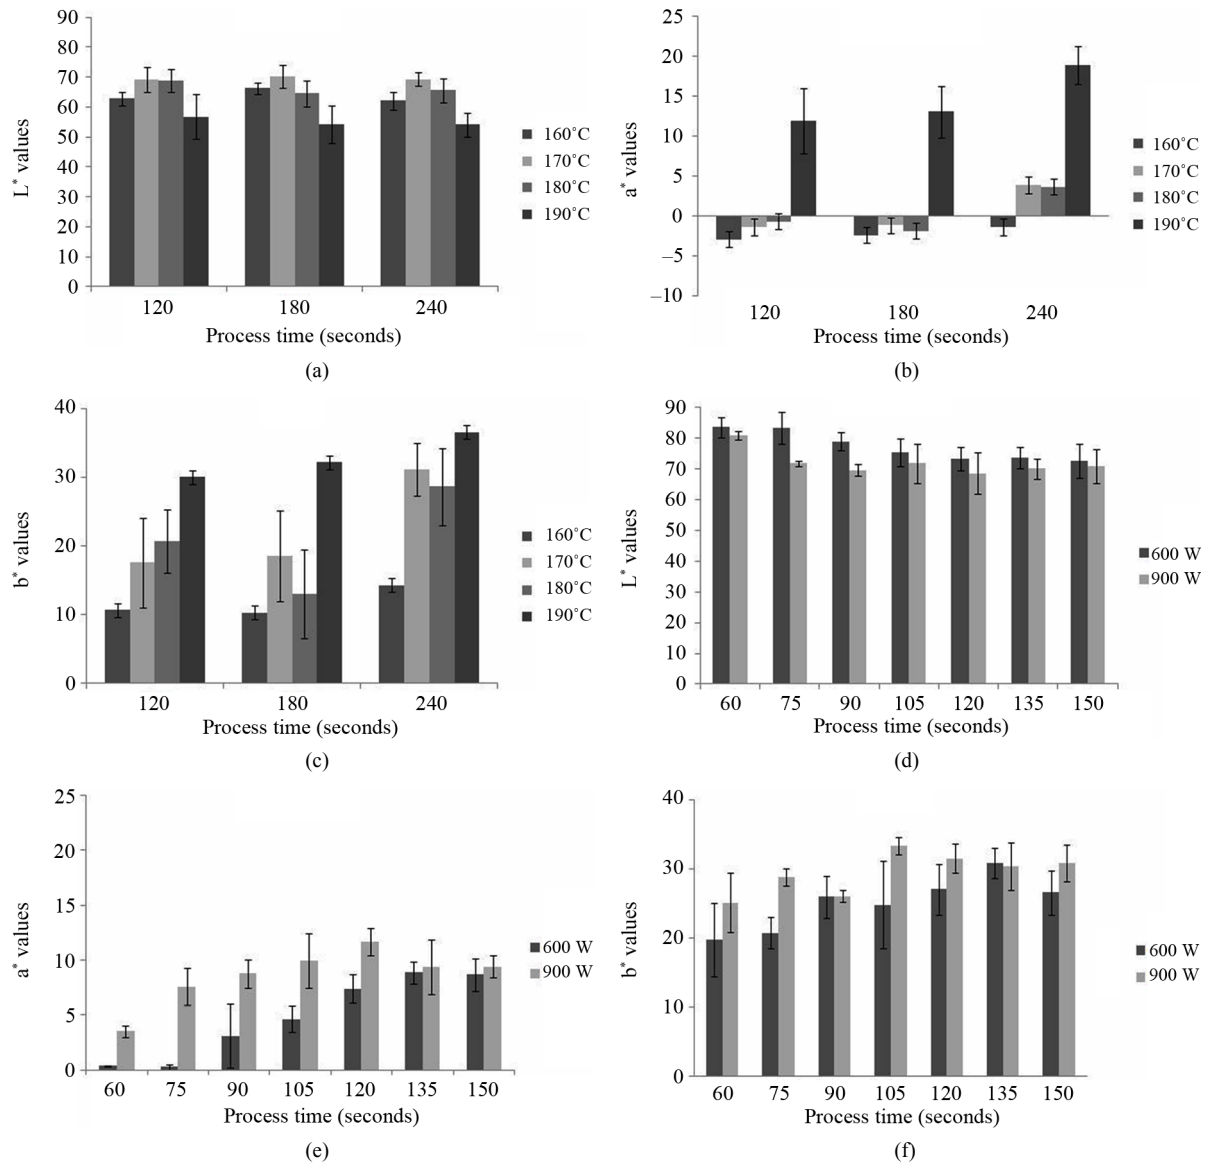 90
80
70
60
50
40
30
20
10
0
L* values
120 180 240
Process time (seconds)
160˚C
170˚C
180˚C
190˚C
(a)
25
20
15
10
5
0
–5
–10
a* values
120 180 240
Process time (seconds)
160˚C
170˚C
180˚C
190˚C
(b)
40
30
20
10
0
b* values
120 180 240
Process time (seconds)
160˚C
170˚C
180˚C
190˚C
(c)
90
80
70
60
50
40
30
20
10
0
L* values
60 75 90 105 120 135 150
Process time (seconds)
600 W
900 W
(d)
25
20
15
10
5
0
a* values
60 75 90 105 120 135 150
Process time (seconds)
600 W
900 W
(e)
40
30
20
10
0
b* values
60 75 90 105 120 135 150
Process time (seconds)
600 W
900 W
(f)